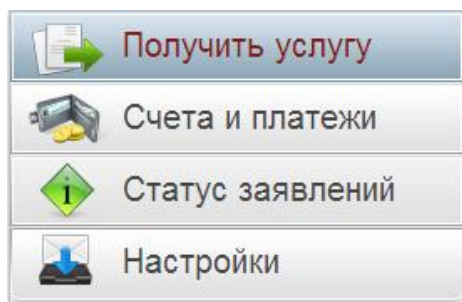 Получить услугу
Счета и платежи
Статус заявлений
Настройки